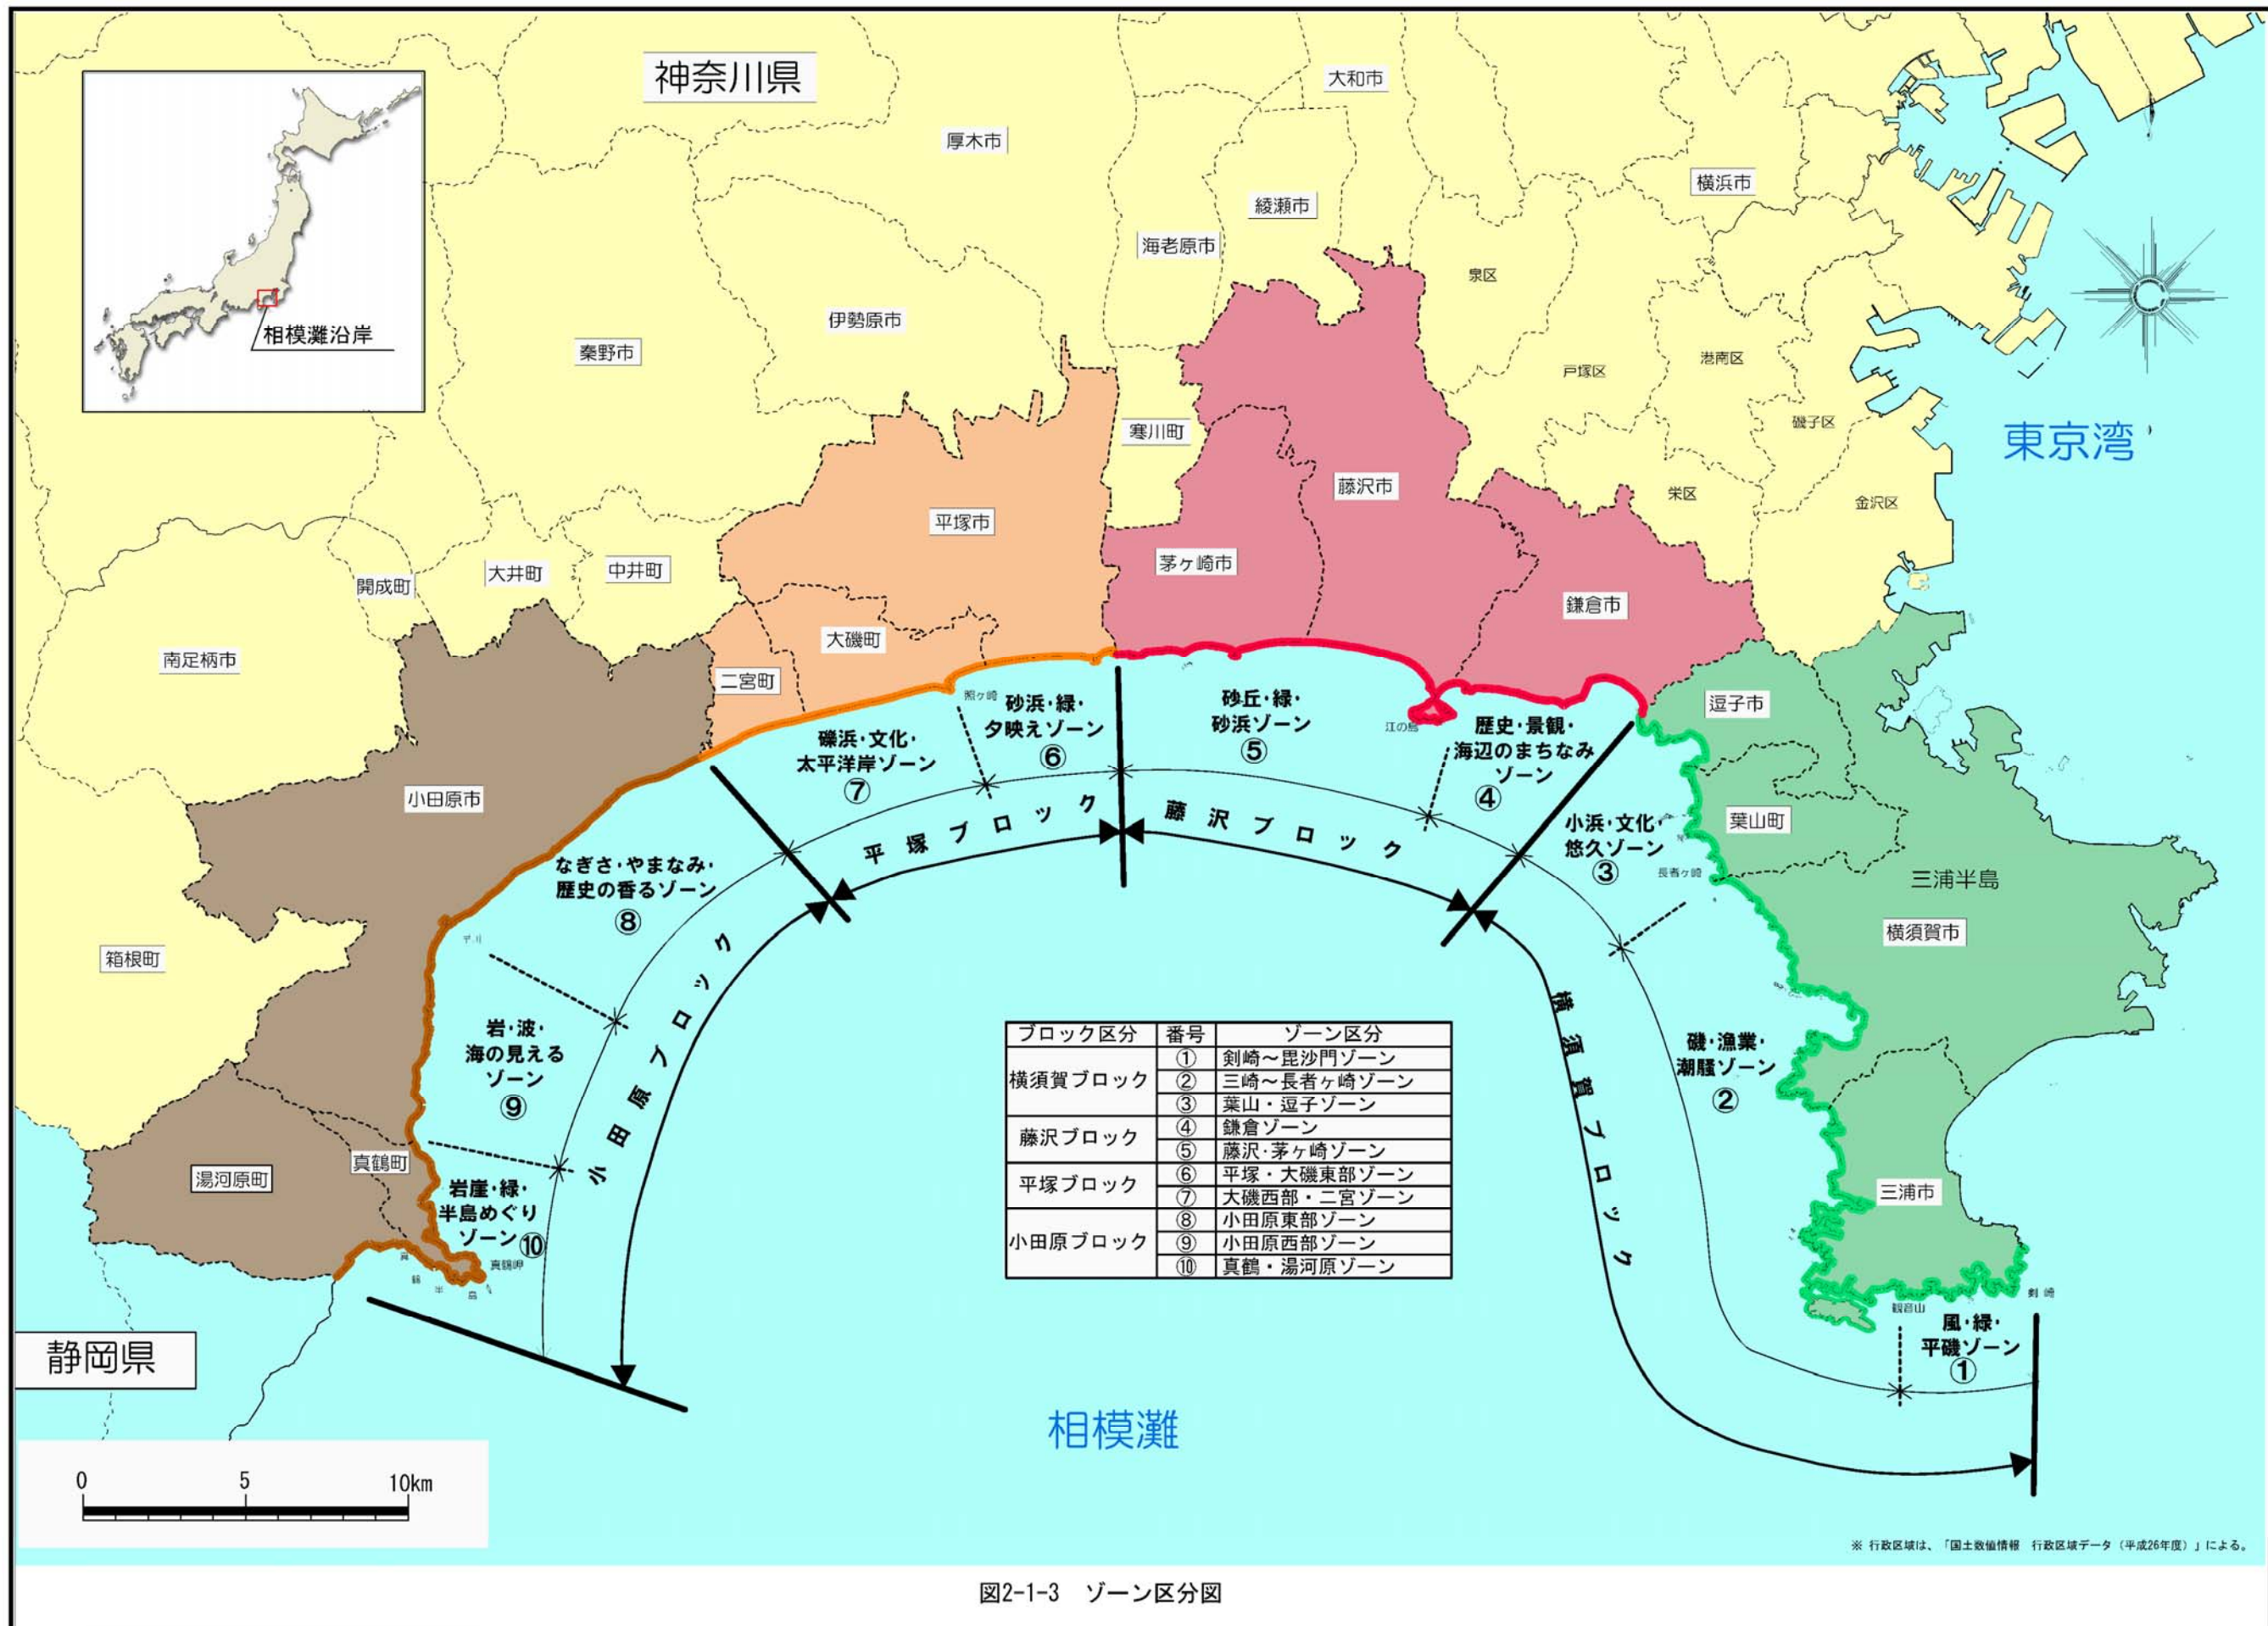 神奈川県
大和市
厚木市
横浜市
綾瀬市
海老原市
泉区
相模灘沿岸
伊勢原市
秦野市
港南区
戸塚区
磯子区
寒川町
東京湾
藤沢市
栄区
金沢区
平塚市
茅ヶ崎市
大井町
中井町
開成町
鎌倉市
大磯町
南足柄市
二宮町
照ヶ崎
砂浜・緑・
夕映えゾーン
⑥
砂丘・緑・
砂浜ゾーン
⑤
江の島
逗子市
歴史・景観・
海辺のまちなみ
ゾーン
④
礫浜・文化・
太平洋岸ゾーン
⑦
小田原市
平塚ブロック
藤沢ブロック
小浜・文化・
悠久ゾーン
③
葉山町
長者ヶ崎
三浦半島
横須賀市
なぎさ・やまなみ・
歴史の香るゾーン
⑧
箱根町
小田原ブロック
横須賀ブロック
岩・波・
海の見える
ゾーン
⑨
磯・漁業・
潮騒ゾーン
②
ブロック区分 番号 ゾーン区分
横須賀ブロック ① 剣崎～毘沙門ゾーン
② 三崎～長者ヶ崎ゾーン
③ 葉山・逗子ゾーン
藤沢ブロック ④ 鎌倉ゾーン
⑤ 藤沢・茅ヶ崎ゾーン
平塚ブロック ⑥ 平塚・大磯東部ゾーン
⑦ 大磯西部・二宮ゾーン
小田原ブロック ⑧ 小田原東部ゾーン
⑨ 小田原西部ゾーン
⑩ 真鶴・湯河原ゾーン
真鶴町
湯河原町
岩崖・緑・
半島めぐり
ゾーン⑩
真鶴岬
真鶴半島
三浦市
剣崎
観音山
風・緑・
平磯ゾーン
①
静岡県
相模灘
0 5 10km
※ 行政区域は、「国土数値情報 行政区域データ（平成26年度）」による。
図2-1-3 ゾーン区分図